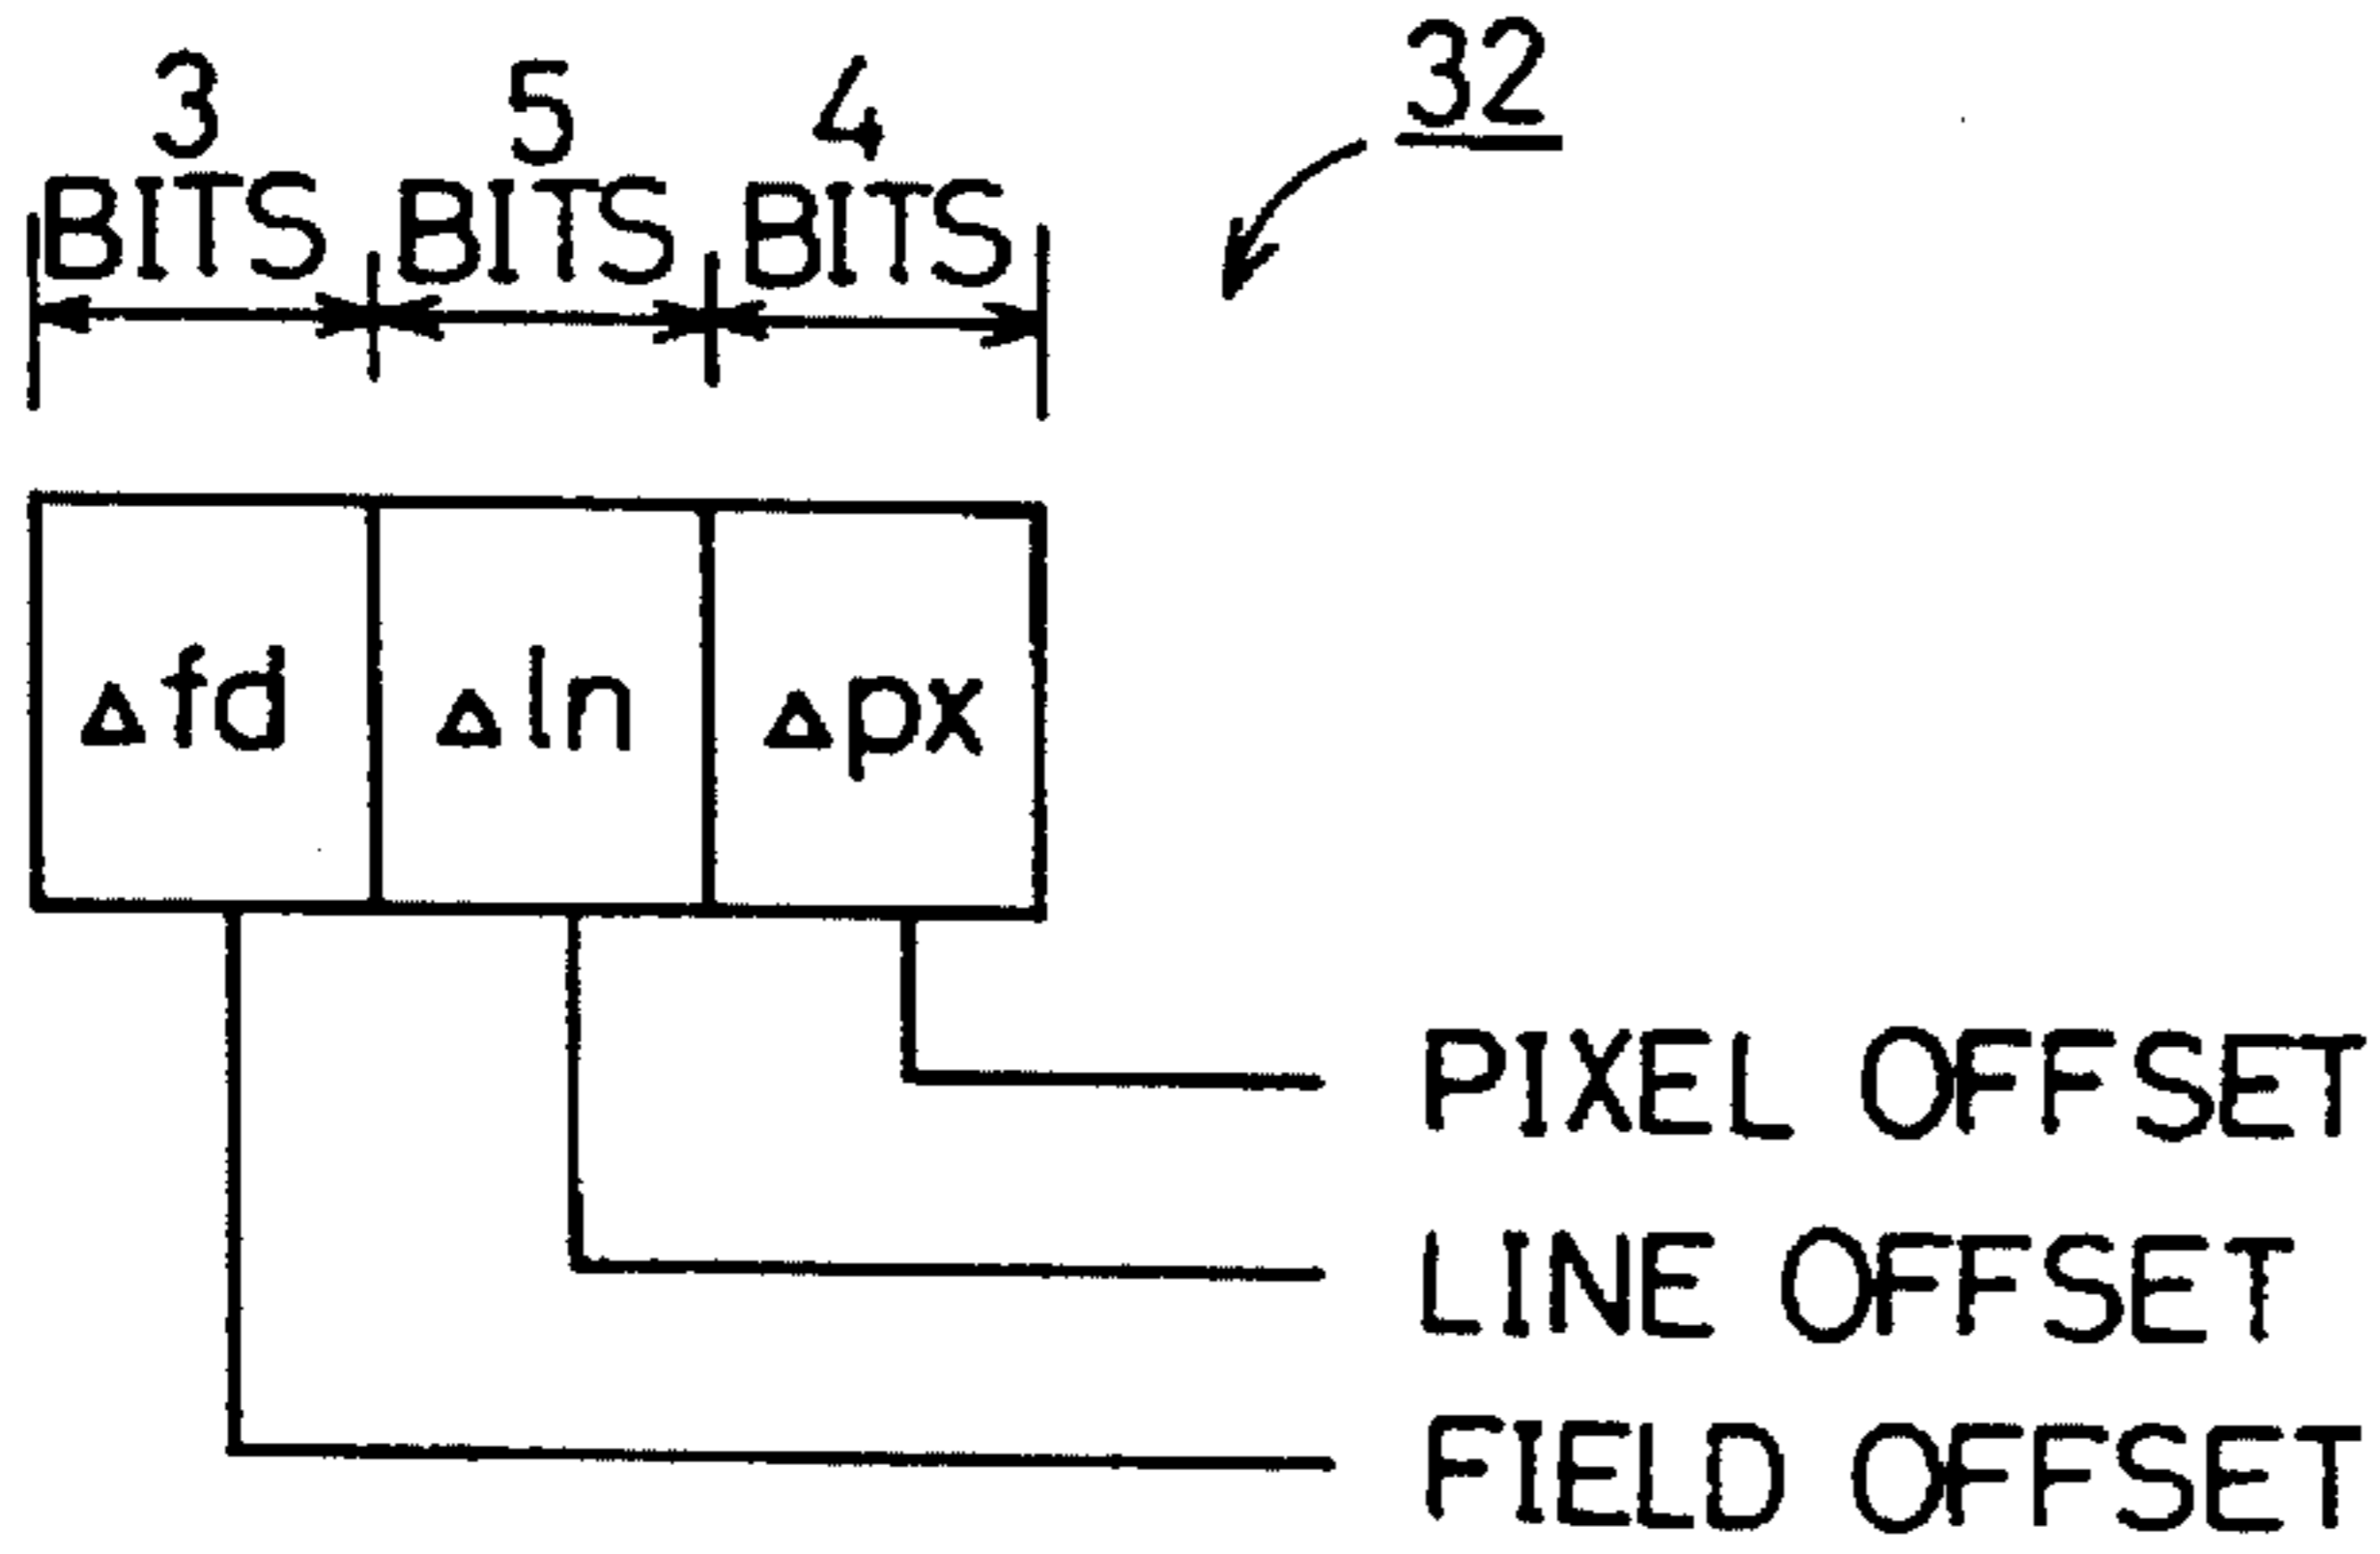 3 5 4 32
BITS BITS BITS
Δfd Δln Δpx
PIXEL OFFSET
LINE OFFSET
FIELD OFFSET